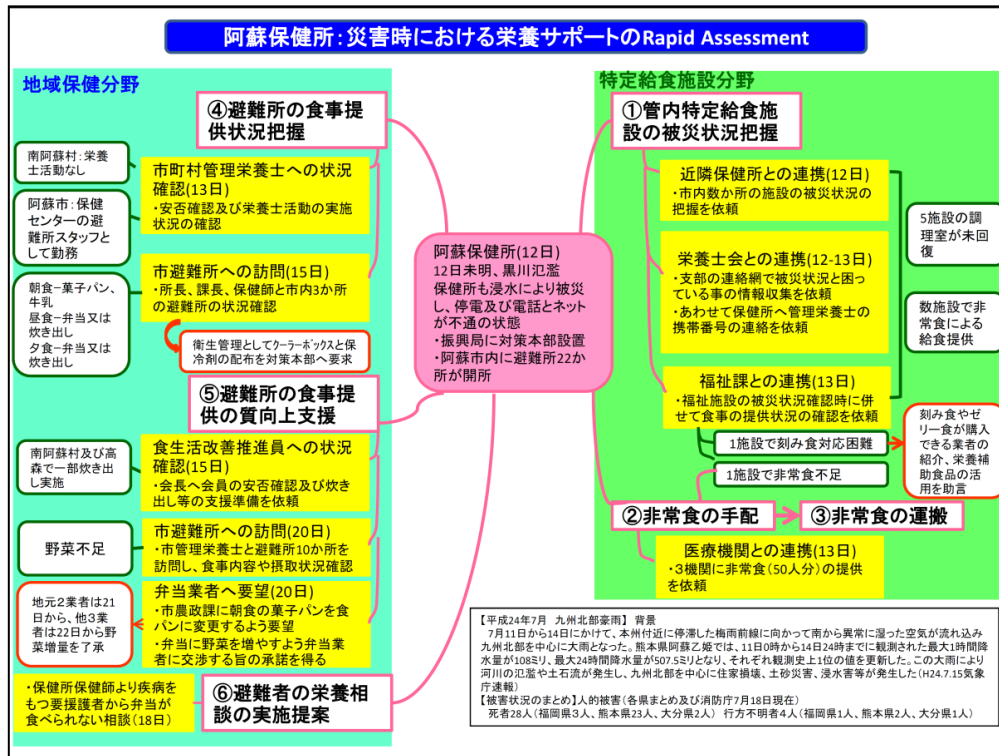 阿蘇保健所:災害時における栄養サポートのRapid Assessment
地域保健分野
④避難所の食事提
供状況把握
南阿蘇村:栄養
士活動なし
市町村管理栄養士への状況
確認(13日)
・安否確認及び栄養士活動の実施
状況の確認
阿蘇市:保健
センターの避
難所スタッフと
して勤務
市避難所への訪問(15日)
・所長、課長、保健師と市内3か所
の避難所の状況確認
朝食−菓子パン、
牛乳
昼食−弁当又は
炊き出し
夕食−弁当又は
炊き出し
衛生管理としてクーラーボックスと保
冷剤の配布を対策本部へ要求
⑤避難所の食事提
供の質向上支援
南阿蘇村及び高
森で一部炊き出
し実施
食生活改善推進員への状況
確認(15日)
・会長へ会員の安否確認及び炊き
出し等の支援準備を依頼
野菜不足
市避難所への訪問(20日)
・市管理栄養士と避難所10か所を
訪問し、食事内容や摂取状況確認
地元2業者は21
日から、他3業
者は22日から野
菜増量を了承
弁当業者へ要望(20日)
・市農政課に朝食の菓子パンを食
パンに変更するよう要望
・弁当に野菜を増やすよう弁当業
者に交渉する旨の承諾を得る
・保健所保健師より疾病を
もつ要援護者から弁当が
食べられない相談(18日)
⑥避難者の栄養相
談の実施提案
阿蘇保健所(12日)
12日未明、黒川氾濫
保健所も浸水により被災
し、停電及び電話とネット
が不通の状態
・振興局に対策本部設置
・阿蘇市内に避難所22か
所が開所
特定給食施設分野
①管内特定給食施
設の被災状況把握
近隣保健所との連携(12日)
・市内数か所の施設の被災状況の
把握を依頼
5施設の調
理室が未回
復
栄養士会との連携(12-13日)
・支部の連絡網で被災状況と困っ
ている事の情報収集を依頼
・あわせて保健所へ管理栄養士の
携帯番号の連絡を依頼
数施設で非
常食による
給食提供
福祉課との連携(13日)
・福祉施設の被災状況確認時に併
せて食事の提供状況の確認を依頼
1施設で刻み食対応困難
刻み食やゼ
リー食が購入
できる業者の
紹介、栄養補
助食品の活
用を助言
1施設で非常食不足
②非常食の手配
③非常食の運搬
医療機関との連携(13日)
・3機関に非常食(50人分)の提供
を依頼
【平成24年7月 九州北部豪雨】 背景
7月11日から14日にかけて、本州付近に停滞した梅雨前線に向かって南から異常に湿った空気が流れ込み
九州北部を中心に大雨となった。熊本県阿蘇乙姫では、11日0時から14日24時までに観測された最大1時間降
水量が108ミリ、最大24時間降水量が507.5ミリとなり、それぞれ観測史上1位の値を更新した。この大雨により
河川の氾濫や土石流が発生し、九州北部を中心に住家損壊、土砂災害、浸水害等が発生した(H24.7.15気象
庁速報)
【被害状況のまとめ】人的被害(各県まとめ及び消防庁7月18日現在)
死者28人(福岡県3人、熊本県23人、大分県2人) 行方不明者4人(福岡県1人、熊本県2人、大分県1人)